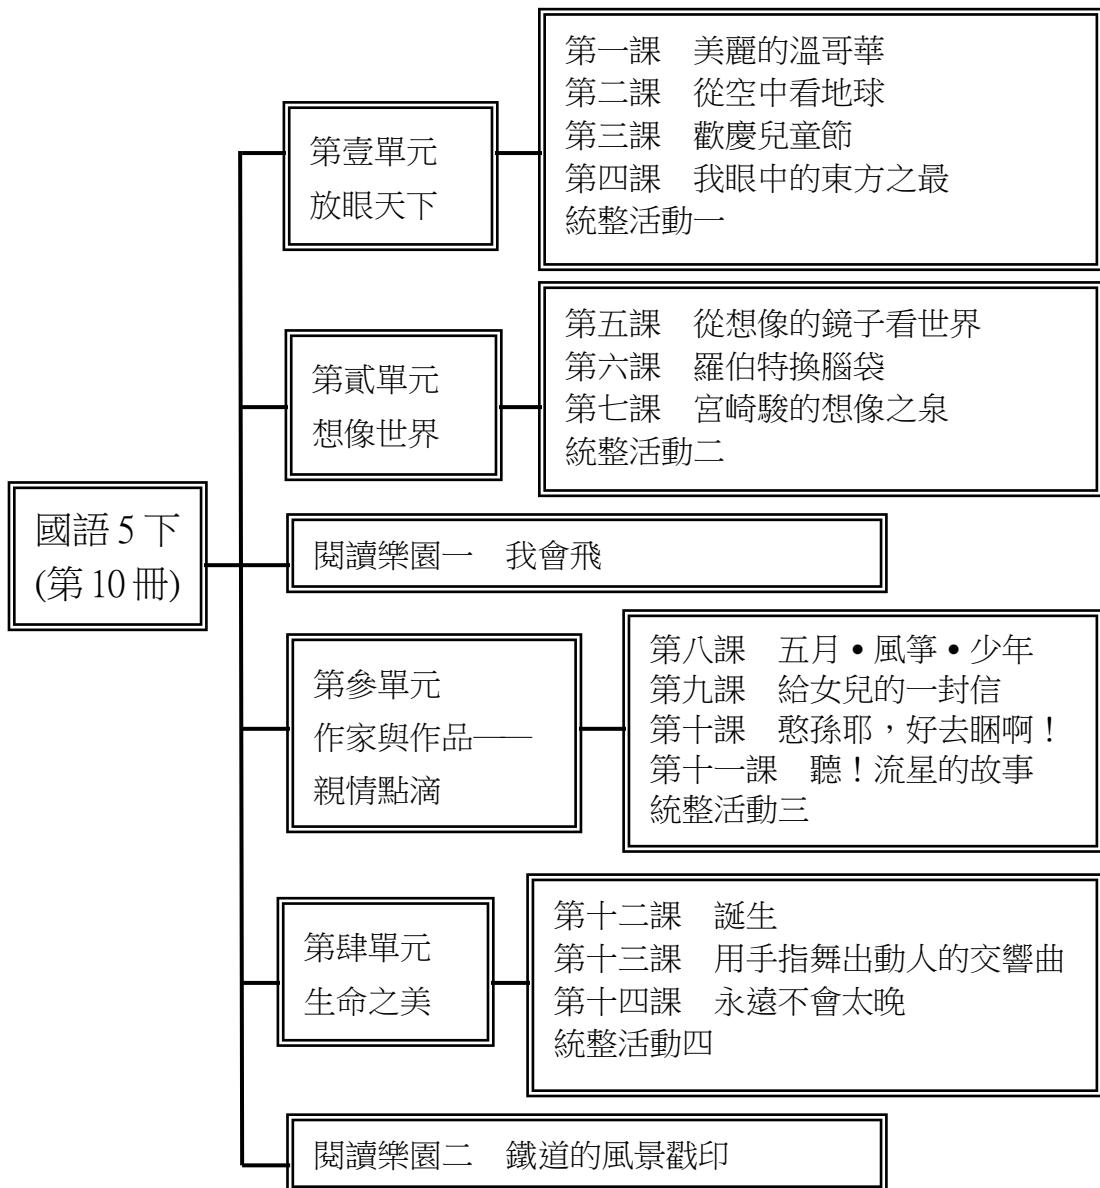 國語 5 下
(第 10 冊)
第壹單元
放眼天下
第一課　美麗的溫哥華
第二課　從空中看地球
第三課　歡慶兒童節
第四課　我眼中的東方之最
統整活動一
第貳單元
想像世界
第五課　從想像的鏡子看世界
第六課　羅伯特換腦袋
第七課　宮崎駿的想像之泉
統整活動二
閱讀樂園一　我會飛
第參單元
作家與作品——
親情點滴
第八課　五月•風箏•少年
第九課　給女兒的一封信
第十課　憨孫耶，好去睏啊！
第十一課　聽！流星的故事
統整活動三
第肆單元
生命之美
第十二課　誕生
第十三課　用手指舞出動人的交響曲
第十四課　永遠不會太晚
統整活動四
閱讀樂園二　鐵道的風景戳印